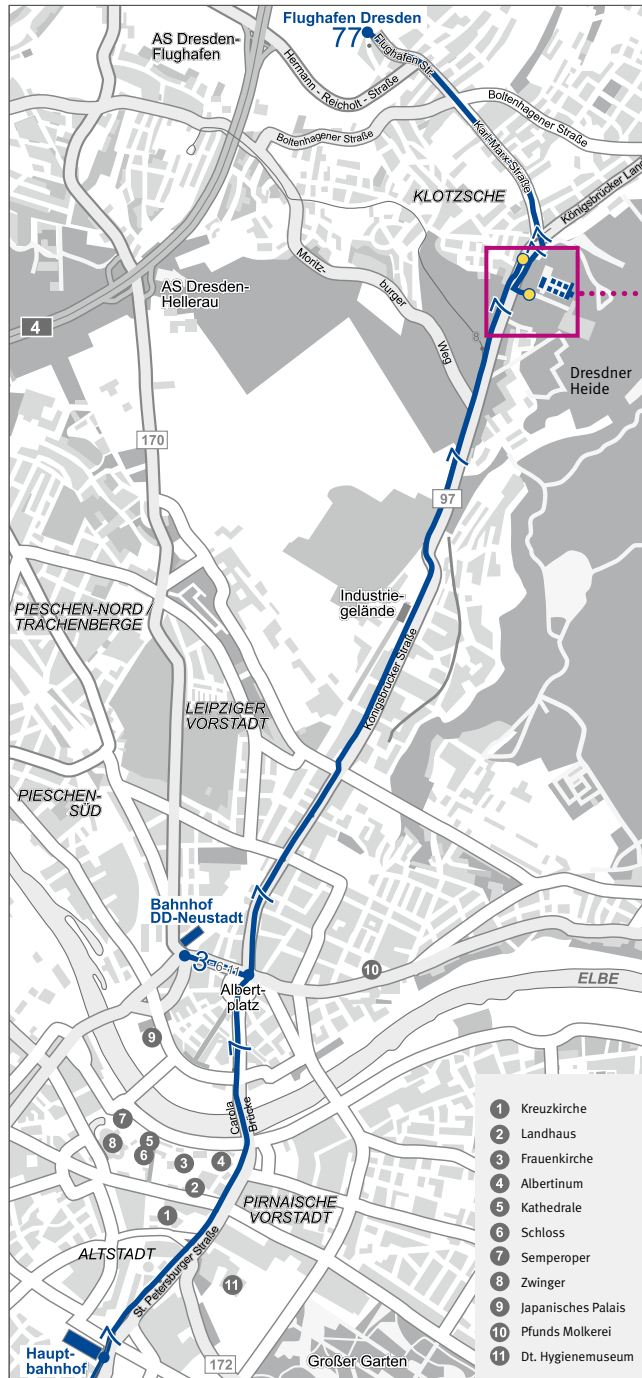 Flughafen Dresden
77
AS Dresden-
Flughafen
Flughafen Str.
Hermann - Reicholt - Straße
Boltenhagener Straße
Boltenhagener Straße
Karl-Marx-Straße
KLOTZSCHE
Königsbrücker Land
Moritz-
burger
Weg
AS Dresden-
Hellerau
4
8
Dresdner
Heide
170
97
Industrie-
gelände
PIESCHEN-NORD /
TRACHENBERGE
Königsbrücker Straße
LEIPZIGER
VORSTADT
PIESCHEN-
SÜD
Bahnhof
DD-Neustadt
3
6-11
10
ELBE
Albert-
platz
9
Carola
Brücke
7
8
5
6
3
4
2
1
PIRNAISCHE
VORSTADT
ALTSTADT
St. Petersburger Straße
11
Haupt-
bahnhof
172
Großer Garten
1 Kreuzkirche
2 Landhaus
3 Frauenkirche
4 Albertinum
5 Kathedrale
6 Schloss
7 Semperoper
8 Zwinger
9 Japanisches Palais
10 Pfunds Molkerei
11 Dt. Hygienemuseum